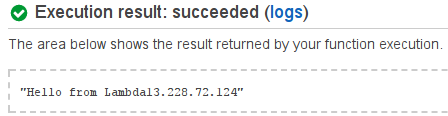 Execution result: succeeded (logs)
The area below shows the result returned by your function execution.
"Hello from Lambda13.228.72.124"